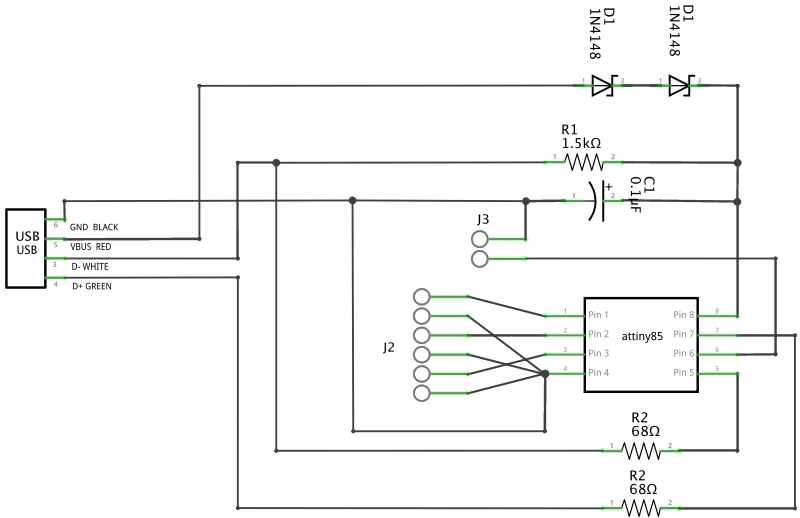 D1
1N4148
D1
1N4148
1
2
1
2
R1
1.5kΩ
1
2
C1
0.1µF
+
1
2
USB
USB
6
GND BLACK
5
VBUS RED
3
D- WHITE
4
D+ GREEN
J3
J2
1
Pin 1
2
Pin 2
3
Pin 3
4
Pin 4
attiny85
Pin 8
8
Pin 7
7
Pin 6
6
Pin 5
5
R2
68Ω
1
2
R2
68Ω
1
2